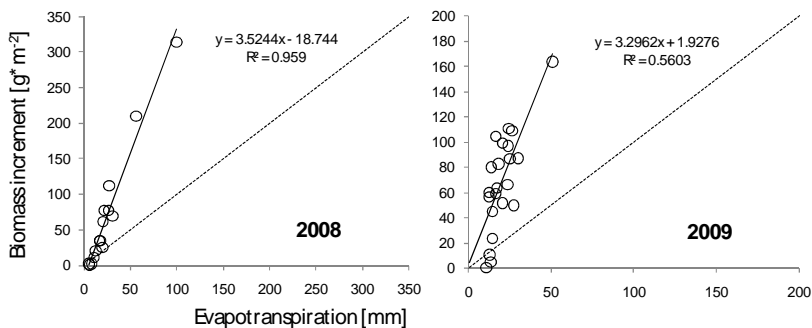 Biomass increment [g*m-2]
350
300
250
200
150
100
50
0
y = 3.5244x - 18.744
R² = 0.959
2008
0 50 100 150 200 250 300 350
200
180
160
140
120
100
80
60
40
20
0
y = 3.2962x + 1.9276
R² = 0.5603
2009
0 50 100 150 200
Evapotranspiration [mm]